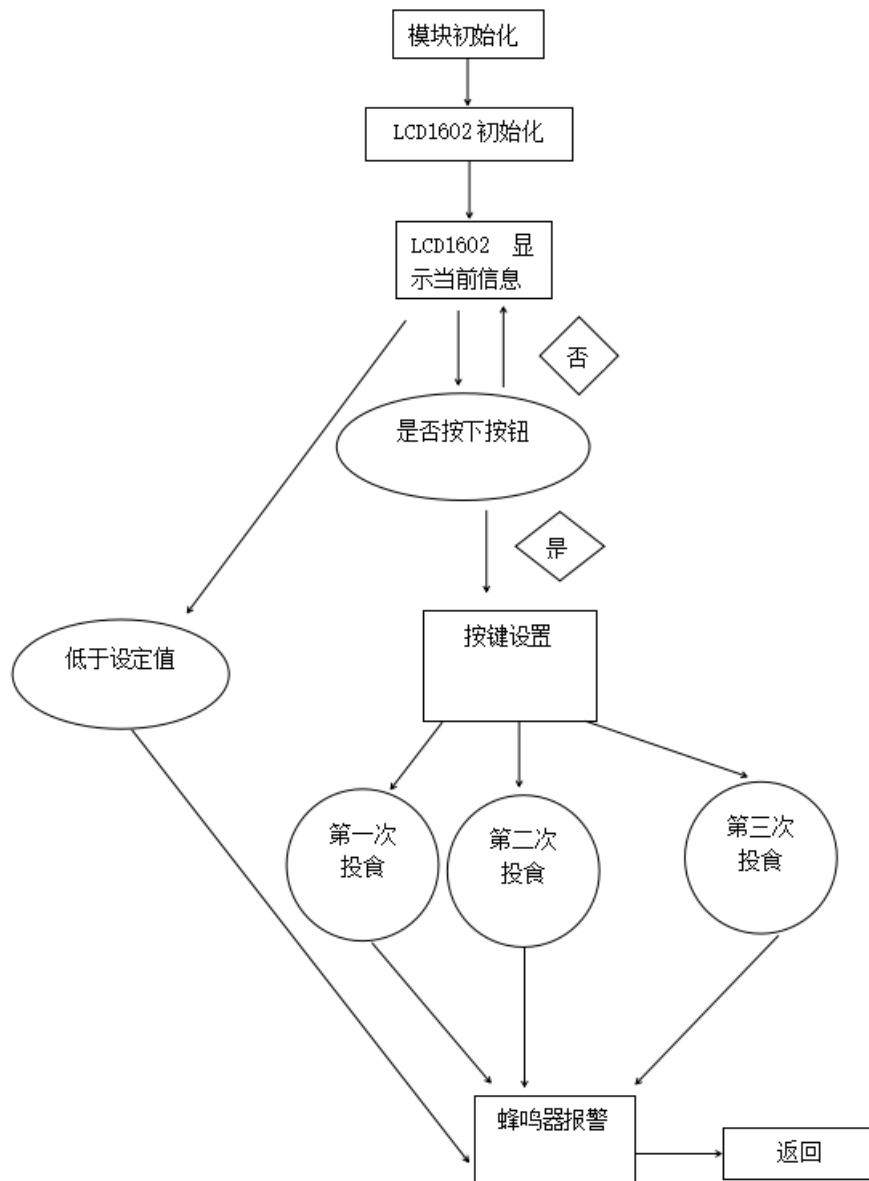 模块初始化
LCD1602 初始化
LCD1602 显
示当前信息
否
是否按下按钮
是
按键设置
低于设定值
第一次
投食
第二次
投食
第三次
投食
蜂鸣器报警
返回